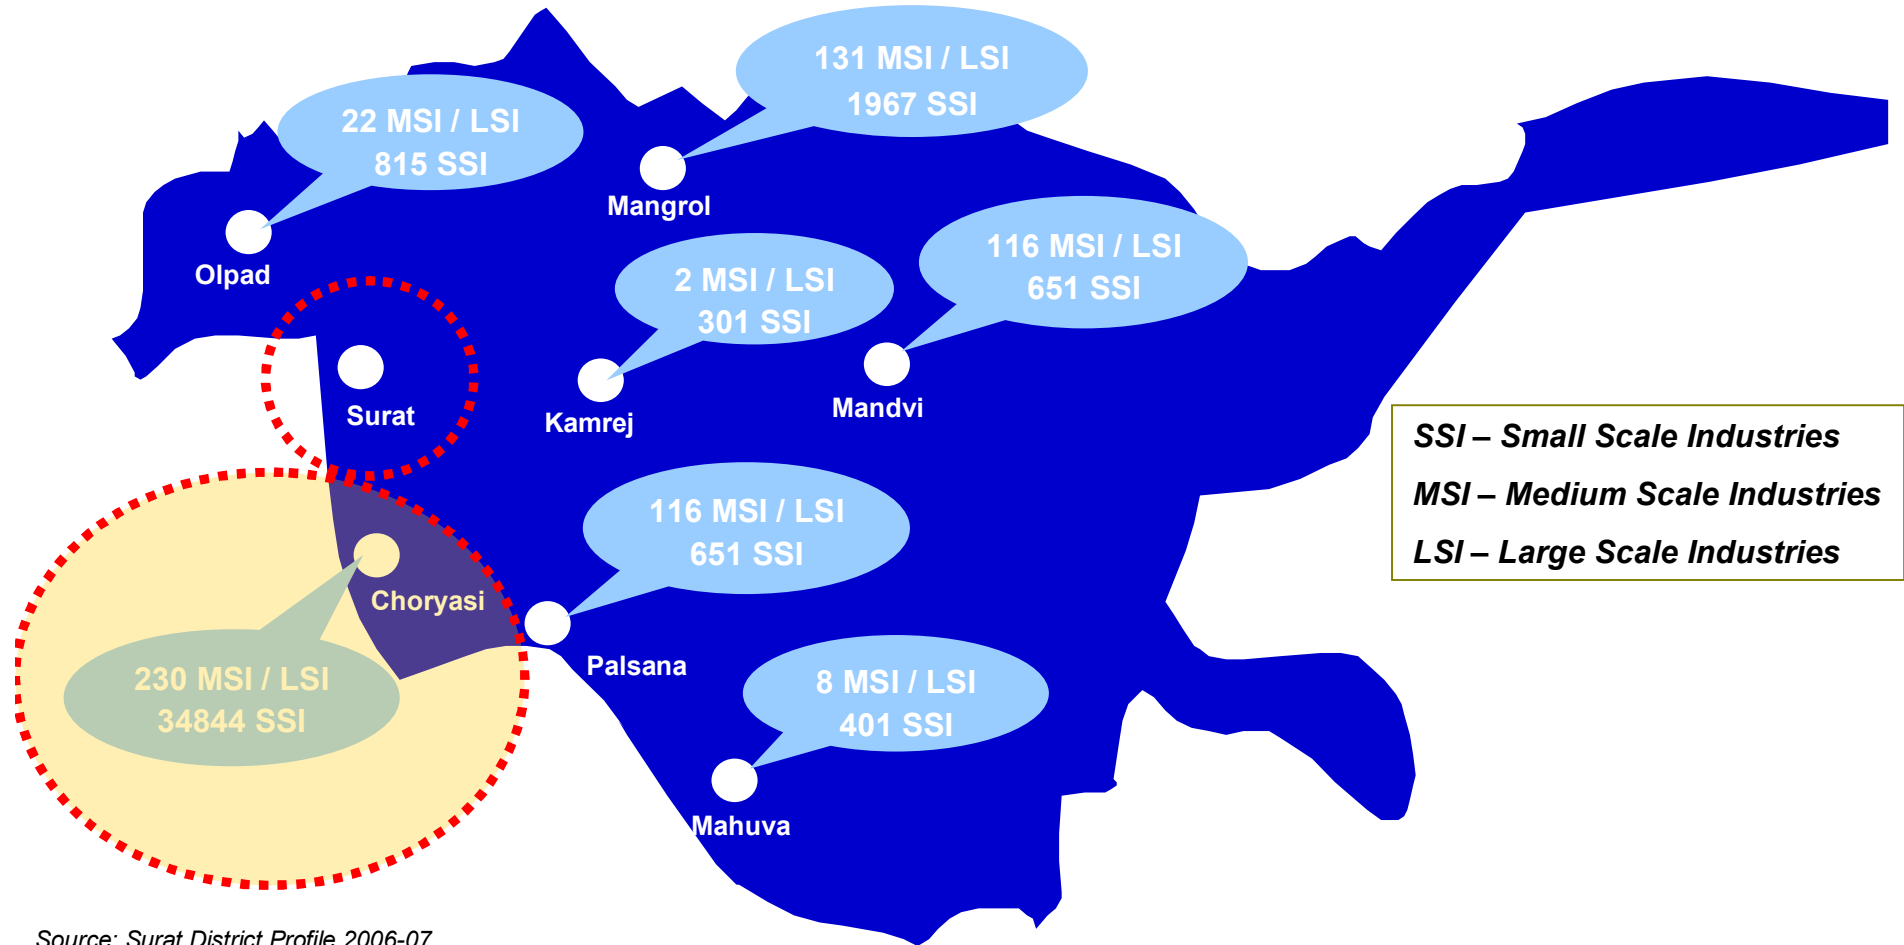 131 MSI / LSI
1967 SSI
22 MSI / LSI
815 SSI
Mangrol
116 MSI / LSI
651 SSI
Olpad
2 MSI / LSI
301 SSI
Surat
Kamrej
Mandvi
SSI – Small Scale Industries
MSI – Medium Scale Industries
LSI – Large Scale Industries
116 MSI / LSI
651 SSI
Choryasi
Palsana
230 MSI / LSI
34844 SSI
8 MSI / LSI
401 SSI
Mahuva
Source: Surat District Profile 2006-07